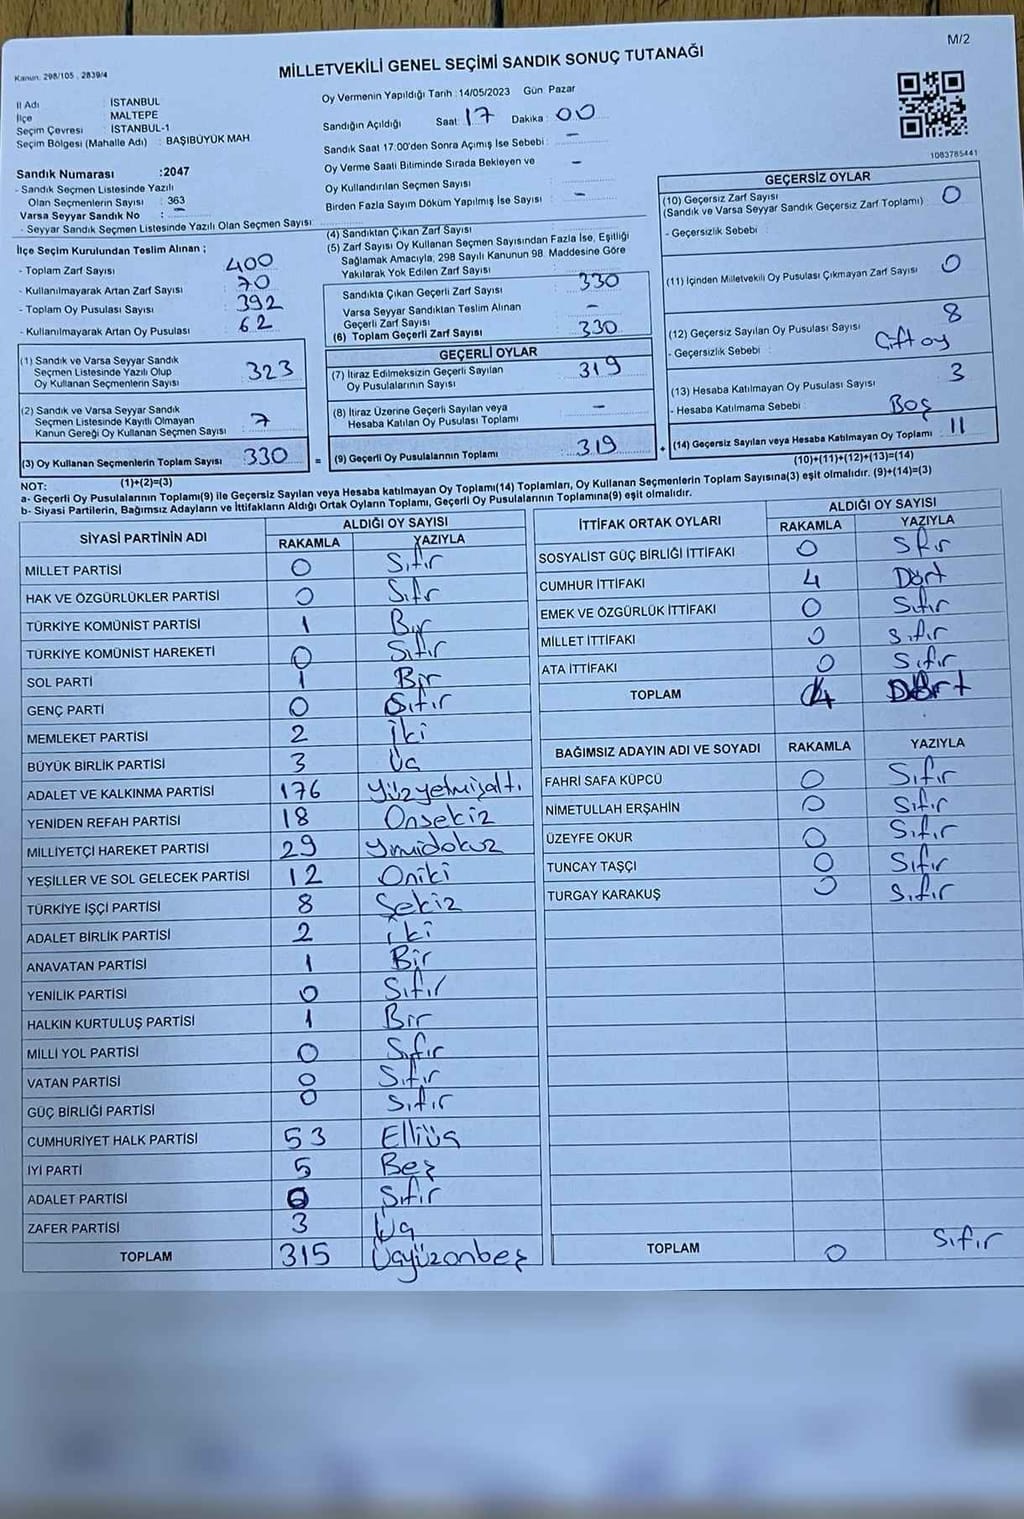 M/2
Kanun: 298/105 , 2839/4
MİLLETVEKİLİ GENEL SEÇİMİ SANDIK SONUÇ TUTANAĞI
İl Adı : İSTANBUL
İlçe : MALTEPE
Seçim Çevresi : İSTANBUL-1
Seçim Bölgesi (Mahalle Adı) : BAŞIBÜYÜK MAH
Sandık Numarası :2047
- Sandık Seçmen Listesinde Yazılı
Olan Seçmenlerin Sayısı : 363
Varsa Seyyar Sandık No : -
- Seyyar Sandık Seçmen Listesinde Yazılı Olan Seçmen Sayısı:
Oy Vermenin Yapıldığı Tarih :14/05/2023 Gün: Pazar
Sandığın Açıldığı Saat: 17 Dakika: 00
Sandık Saat 17:00'den Sonra Açımış İse Sebebi : -
Oy Verme Saati Bitiminde Sırada Bekleyen ve -
Oy Kullandırılan Seçmen Sayısı
Birden Fazla Sayım Döküm Yapılmış İse Sayısı : -
1083785441
İlçe Seçim Kurulundan Teslim Alınan ;
- Toplam Zarf Sayısı 400
- Kullanılmayarak Artan Zarf Sayısı 70
- Toplam Oy Pusulası Sayısı 392
- Kullanılmayarak Artan Oy Pusulası 62
(1) Sandık ve Varsa Seyyar Sandık
Seçmen Listesinde Yazılı Olup
Oy Kullanan Seçmenlerin Sayısı 323
(2) Sandık ve Varsa Seyyar Sandık
Seçmen Listesinde Kayıtlı Olmayan
Kanun Gereği Oy Kullanan Seçmen Sayısı 7
(3) Oy Kullanan Seçmenlerin Toplam Sayısı 330
(1)+(2)=(3)
(4) Sandıktan Çıkan Zarf Sayısı
(5) Zarf Sayısı Oy Kullanan Seçmen Sayısından Fazla İse, Eşitliği
Sağlamak Amacıyla, 298 Sayılı Kanunun 98. Maddesine Göre
Yakılarak Yok Edilen Zarf Sayısı
Sandıkta Çıkan Geçerli Zarf Sayısı 330
Varsa Seyyar Sandıktan Teslim Alınan
Geçerli Zarf Sayısı -
(6) Toplam Geçerli Zarf Sayısı 330
GEÇERLİ OYLAR
(7) İtiraz Edilmeksizin Geçerli Sayılan
Oy Pusulalarının Sayısı 319
(8) İtiraz Üzerine Geçerli Sayılan veya
Hesaba Katılan Oy Pusulası Toplamı -
= (9) Geçerli Oy Pusulalarının Toplamı 319
GEÇERSİZ OYLAR
(10) Geçersiz Zarf Sayısı 0
(Sandık ve Varsa Seyyar Sandık Geçersiz Zarf Toplamı)
- Geçersizlik Sebebi :
(11) İçinden Milletvekili Oy Pusulası Çıkmayan Zarf Sayısı 0
(12) Geçersiz Sayılan Oy Pusulası Sayısı 8
- Geçersizlik Sebebi : Çift oy
(13) Hesaba Katılmayan Oy Pusulası Sayısı 3
- Hesaba Katılmama Sebebi : Boş
+ (14) Geçersiz Sayılan veya Hesaba Katılmayan Oy Toplamı 11
(10)+(11)+(12)+(13)=(14)
NOT:
a- Geçerli Oy Pusulalarının Toplamı(9) ile Geçersiz Sayılan veya Hesaba katılmayan Oy Toplamı(14) Toplamları, Oy Kullanan Seçmenlerin Toplam Sayısına(3) eşit olmalıdır. (9)+(14)=(3)
b- Siyasi Partilerin, Bağımsız Adayların ve İttifakların Aldığı Ortak Oyların Toplamı, Geçerli Oy Pusulasının Toplamına(9) eşit olmalıdır.
SİYASİ PARTİNİN ADI ALDIĞI OY SAYISI
RAKAMLA YAZIYLA
MİLLET PARTİSİ 0 Sıfır
HAK VE ÖZGÜRLÜKLER PARTİSİ 0 Sıfr
TÜRKİYE KOMÜNİST PARTİSİ 1 Bir
TÜRKİYE KOMÜNİST HAREKETİ 0 Sıfır
SOL PARTİ 1 Bir
GENÇ PARTİ 0 Sıfır
MEMLEKET PARTİSİ 2 İki
BÜYÜK BİRLİK PARTİSİ 3 Üç
ADALET VE KALKINMA PARTİSİ 176 Yüzyetmişaltı
YENİDEN REFAH PARTİSİ 18 Onsekiz
MİLLİYETÇİ HAREKET PARTİSİ 29 Yirmidokuz
YEŞİLLER VE SOL GELECEK PARTİSİ 12 Oniki
TÜRKİYE İŞÇİ PARTİSİ 8 Sekiz
ADALET BİRLİK PARTİSİ 2 iki
ANAVATAN PARTİSİ 1 Bir
YENİLİK PARTİSİ 0 Sıfır
HALKIN KURTULUŞ PARTİSİ 1 Bir
MİLLİ YOL PARTİSİ 0 Sıfır
VATAN PARTİSİ 0 Sıfır
GÜÇ BİRLİĞİ PARTİSİ 0 Sıfır
CUMHURİYET HALK PARTİSİ 53 Elliüç
İYİ PARTİ 5 Beş
ADALET PARTİSİ 0 Sıfır
ZAFER PARTİSİ 3 Üç
TOPLAM 315 Üçyüzonbeş
İTTİFAK ORTAK OYLARI ALDIĞI OY SAYISI
RAKAMLA YAZIYLA
SOSYALİST GÜÇ BİRLİĞİ İTTİFAKI 0 Sıfır
CUMHUR İTTİFAKI 4 Dört
EMEK VE ÖZGÜRLÜK İTTİFAKI 0 Sıfır
MİLLET İTTİFAKI 0 Sıfır
ATA İTTİFAKI 0 Sıfır
TOPLAM 4 Dört
BAĞIMSIZ ADAYIN ADI VE SOYADI RAKAMLA YAZIYLA
FAHRİ SAFA KÜPCÜ 0 Sıfır
NİMETULLAH ERŞAHİN 0 Sıfır
ÜZEYFE OKUR 0 Sıfır
TUNCAY TAŞÇI 0 Sıfır
TURGAY KARAKUŞ 0 Sıfır
TOPLAM 0 Sıfır